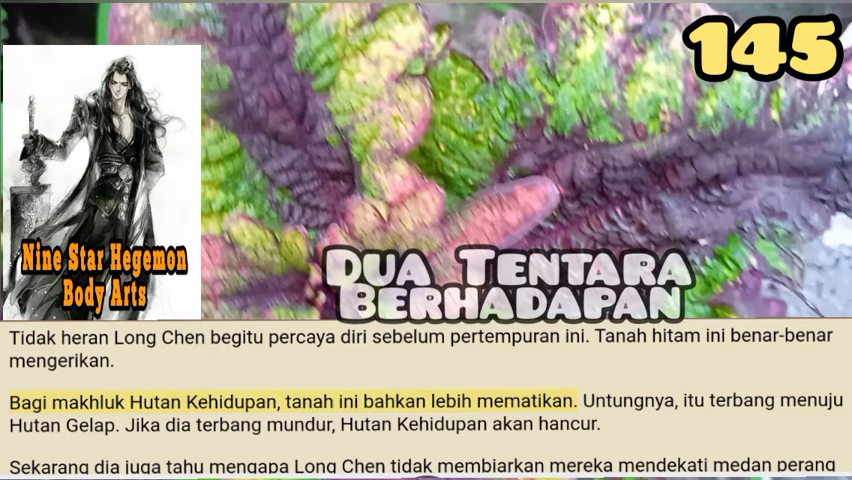 145
Nine Star Hegemon
Body Arts
DUA TENTARA
BERHADAPAN
Tidak heran Long Chen begitu percaya diri sebelum pertempuran ini. Tanah hitam ini benar-benar
mengerikan.
Bagi makhluk Hutan Kehidupan, tanah ini bahkan lebih mematikan. Untungnya, itu terbang menuju
Hutan Gelap. Jika dia terbang mundur, Hutan Kehidupan akan hancur.
Sekarang dia juga tahu mengapa Long Chen tidak membiarkan mereka mendekati medan perang